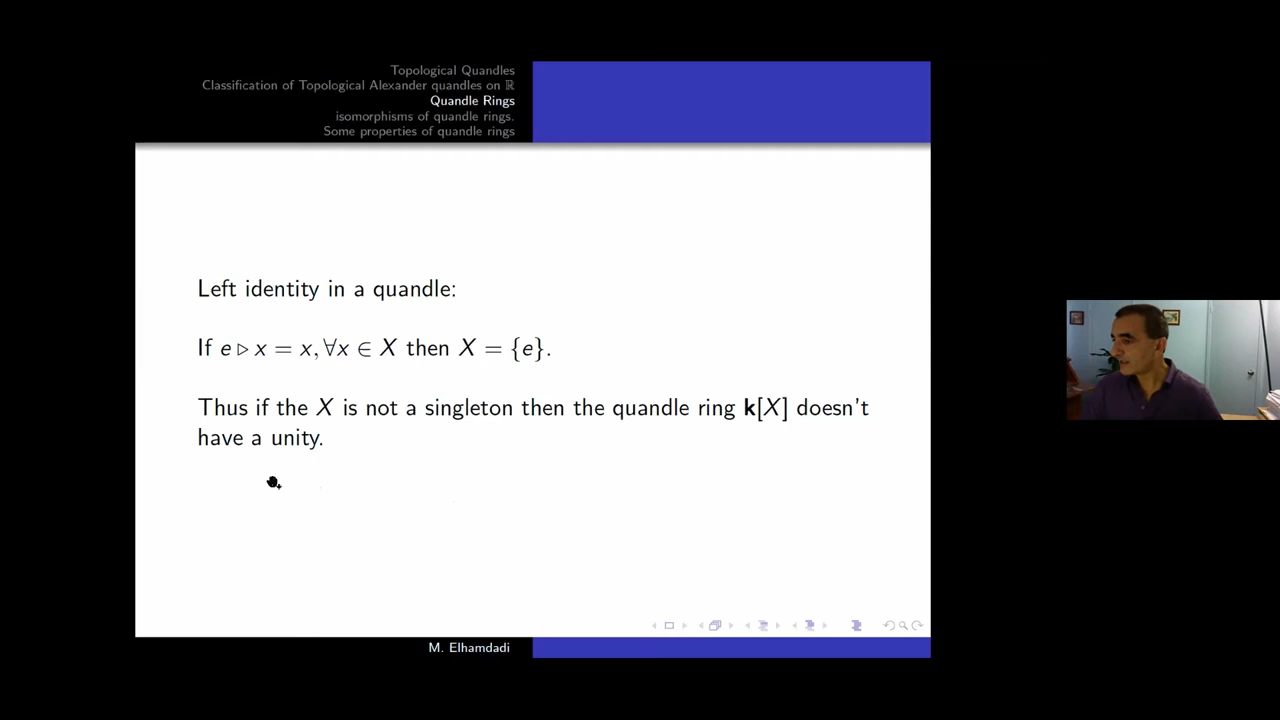 Topological Quandles
Classification of Topological Alexander quandles on ℝ
Quandle Rings
isomorphisms of quandle rings.
Some properties of quandle rings
Left identity in a quandle:
If e ▷ x = x, ∀x ∈ X then X = {e}.
Thus if the X is not a singleton then the quandle ring k[X] doesn't
have a unity.
M. Elhamdadi